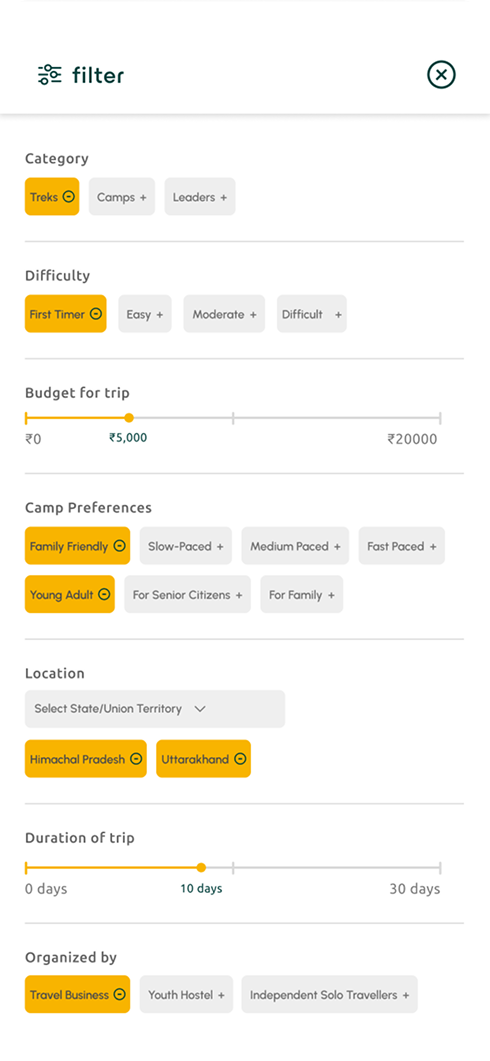 filter
Category
Treks Camps + Leaders +
Difficulty
First Timer Easy + Moderate + Difficult +
Budget for trip
₹0 ₹5,000 ₹20000
Camp Preferences
Family Friendly Slow-Paced + Medium Paced + Fast Paced +
Young Adult For Senior Citizens + For Family +
Location
Select State/Union Territory
Himachal Pradesh Uttarakhand
Duration of trip
0 days 10 days 30 days
Organized by
Travel Business Youth Hostel + Independent Solo Travellers +